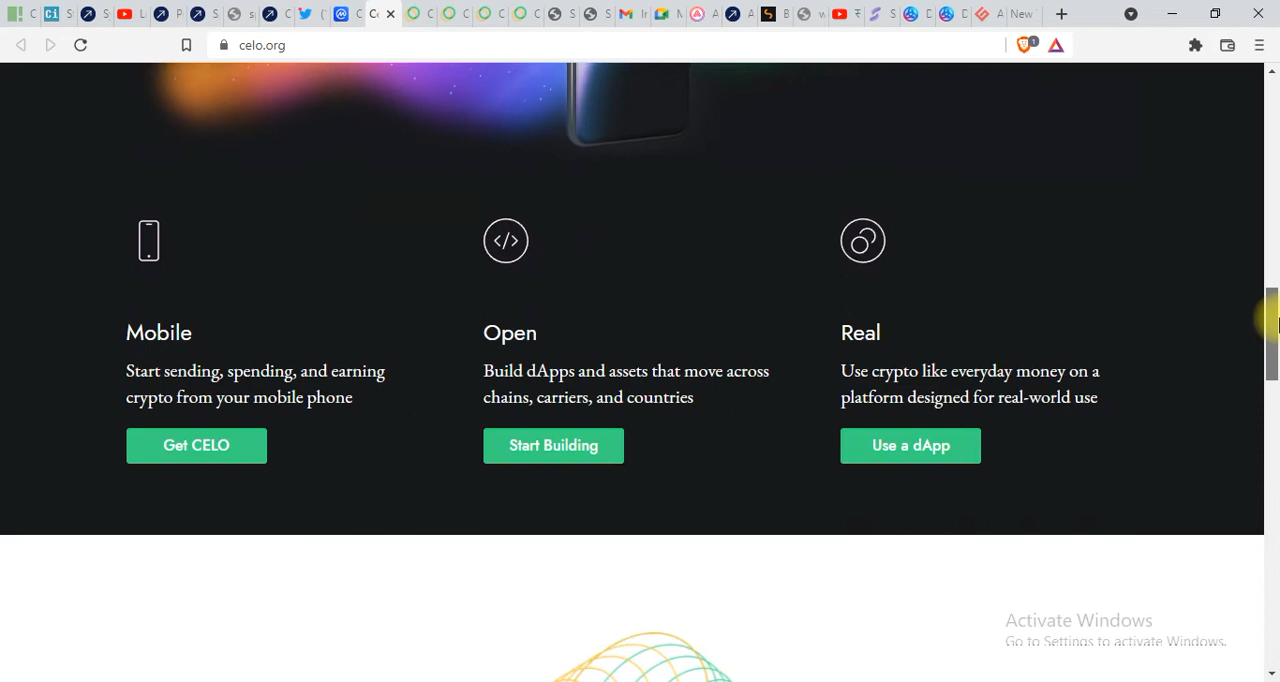 celo.org
1
New
Mobile
Start sending, spending, and earning
crypto from your mobile phone
Get CELO
Open
Build dApps and assets that move across
chains, carriers, and countries
Start Building
Real
Use crypto like everyday money on a
platform designed for real-world use
Use a dApp
Activate Windows
Go to Settings to activate Windows.